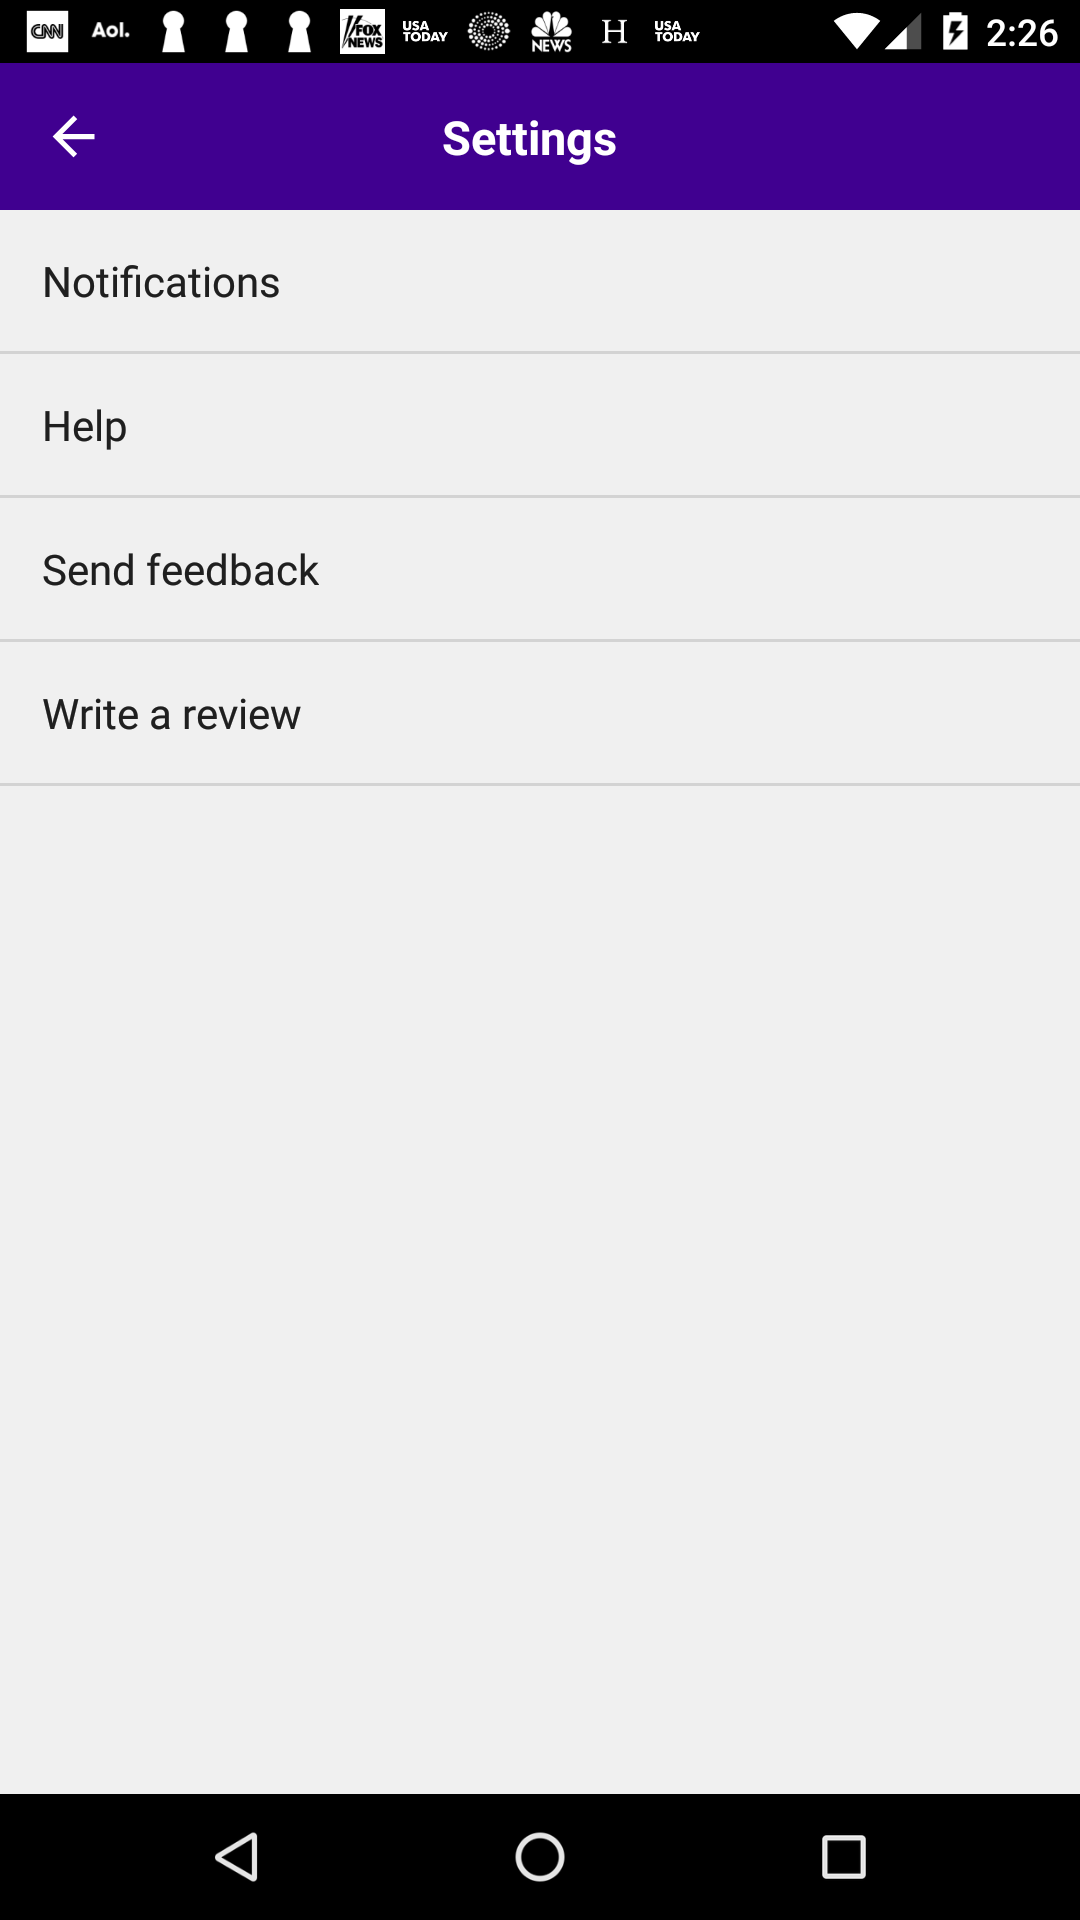 CNN Aol. FOX NEWS USA TODAY NEWS H USA TODAY 2:26
Settings
Notifications
Help
Send feedback
Write a review